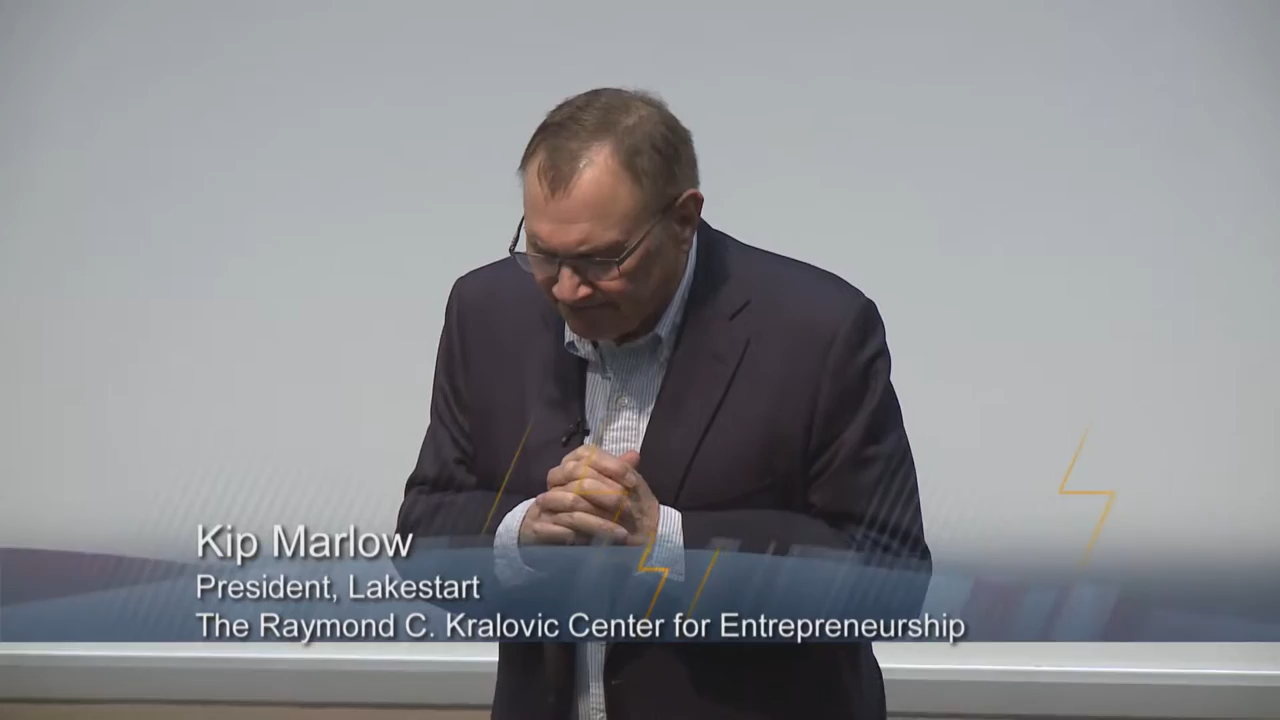 Kip Marlow
President, Lakestart
The Raymond C. Kralovic Center for Entrepreneurship